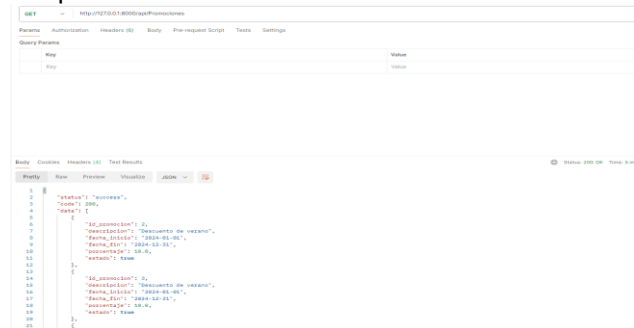 GET http://127.0.0.1:8000/api/Promociones
Params Authorization Headers (6) Body Pre-request Script Tests Settings
Query Params
Key Value
Key Value
Body Cookies Headers (4) Test Results Status: 200 OK Time:
Pretty Raw Preview Visualize JSON
1 {
2 "status": "success",
3 "code": 200,
4 "data": [
5 {
6 "id_promocion": 2,
7 "descripcion": "Descuento de verano",
8 "fecha_inicio": "2024-01-01",
9 "fecha_fin": "2024-12-31",
10 "porcentaje": 10.0,
11 "estado": true
12 },
13 {
14 "id_promocion": 3,
15 "descripcion": "Descuento de verano",
16 "fecha_inicio": "2024-01-01",
17 "fecha_fin": "2024-12-31",
18 "porcentaje": 10.0,
19 "estado": true
20 },
21 {